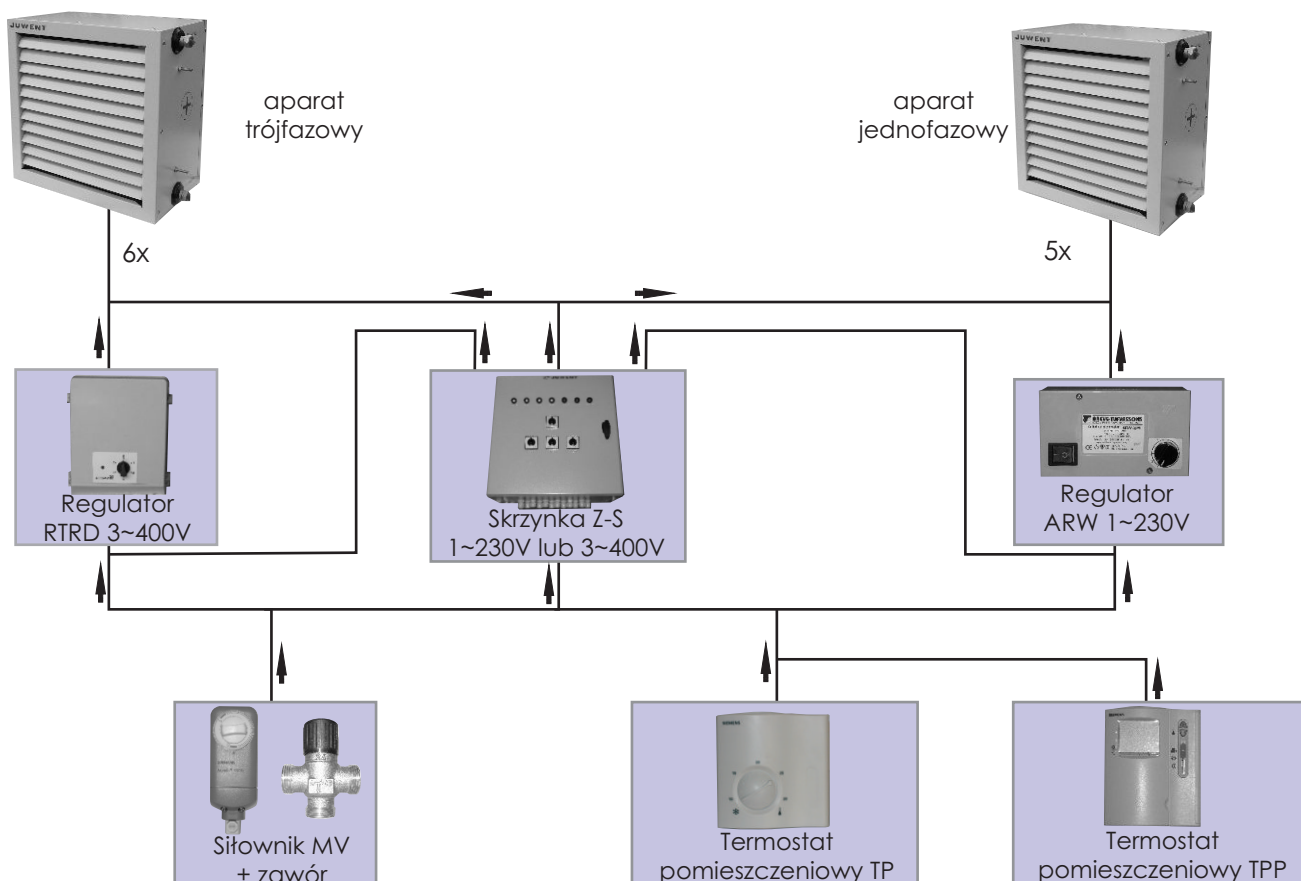 JUWENT
JUWENT
aparat
trójfazowy
aparat
jednofazowy
6x
5x
Regulator
RTRD 3~400V
Skrzynka Z-S
1~230V lub 3~400V
Regulator
ARW 1~230V
Siłownik MV
+ zawór
SIEMENS
Termostat
pomieszczeniowy TP
Termostat
pomieszczeniowy TPP